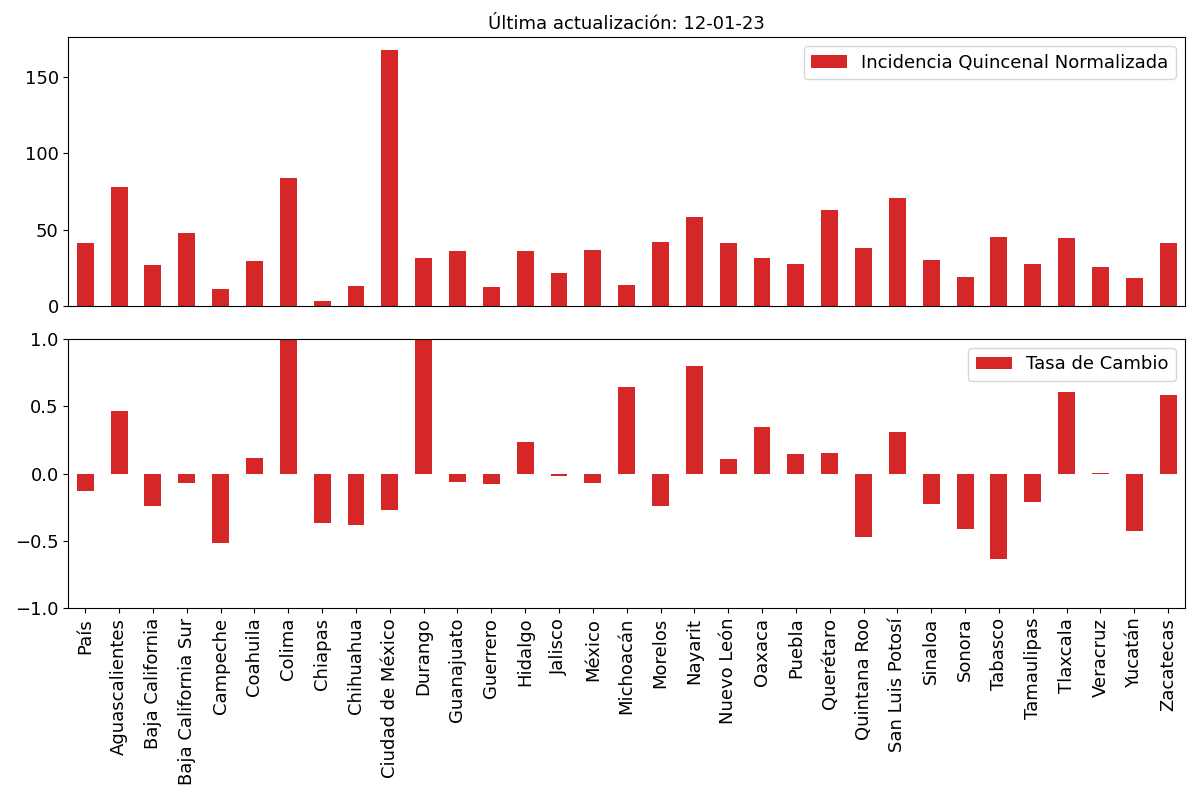 Última actualización: 12-01-23
Incidencia Quincenal Normalizada
150
100
50
0
Tasa de Cambio
1.0
0.5
0.0
−0.5
−1.0
País
Aguascalientes
Baja California
Baja California Sur
Campeche
Coahuila
Colima
Chiapas
Chihuahua
Ciudad de México
Durango
Guanajuato
Guerrero
Hidalgo
Jalisco
México
Michoacán
Morelos
Nayarit
Nuevo León
Oaxaca
Puebla
Querétaro
Quintana Roo
San Luis Potosí
Sinaloa
Sonora
Tabasco
Tamaulipas
Tlaxcala
Veracruz
Yucatán
Zacatecas